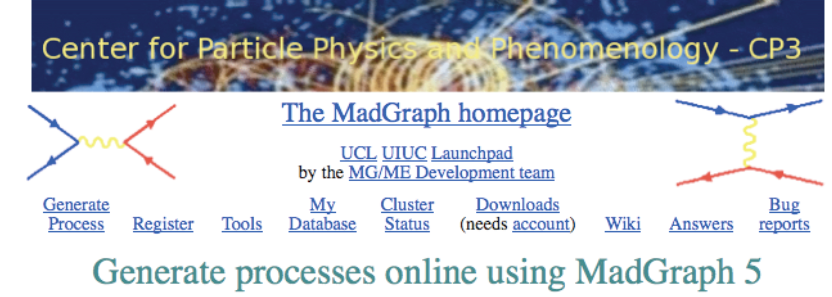 Center for Particle Physics and Phenomenology - CP3
The MadGraph homepage
UCL UIUC Launchpad
by the MG/ME Development team
Generate Process
Register
Tools
My Database
Cluster Status
Downloads (needs account)
Wiki
Answers
Bug reports
Generate processes online using MadGraph 5